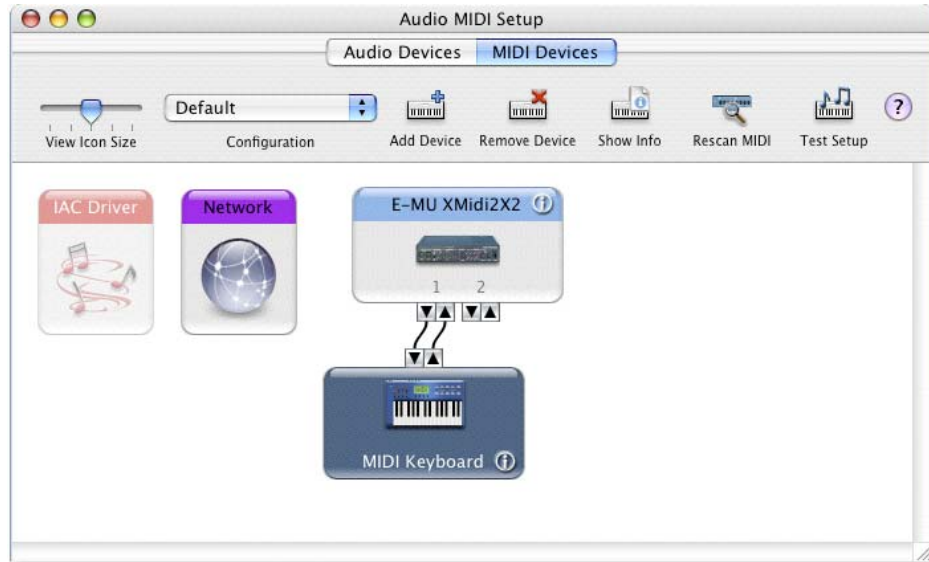 Audio MIDI Setup
Audio Devices MIDI Devices
Default
View Icon Size Configuration Add Device Remove Device Show Info Rescan MIDI Test Setup ?
IAC Driver Network E-MU XMidi2X2 i
1 2
MIDI Keyboard i